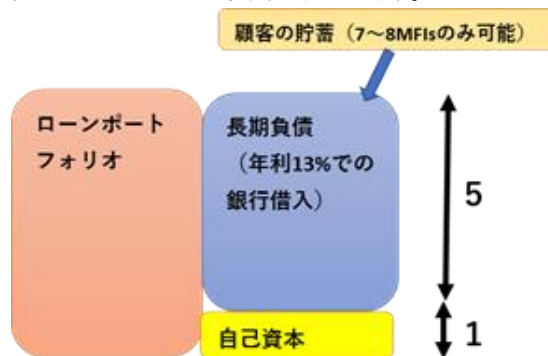 顧客の貯蓄（7～8MFIsのみ可能）
ローンポート
フォリオ
長期負債
（年利13%での
銀行借入）
5
自己資本
1